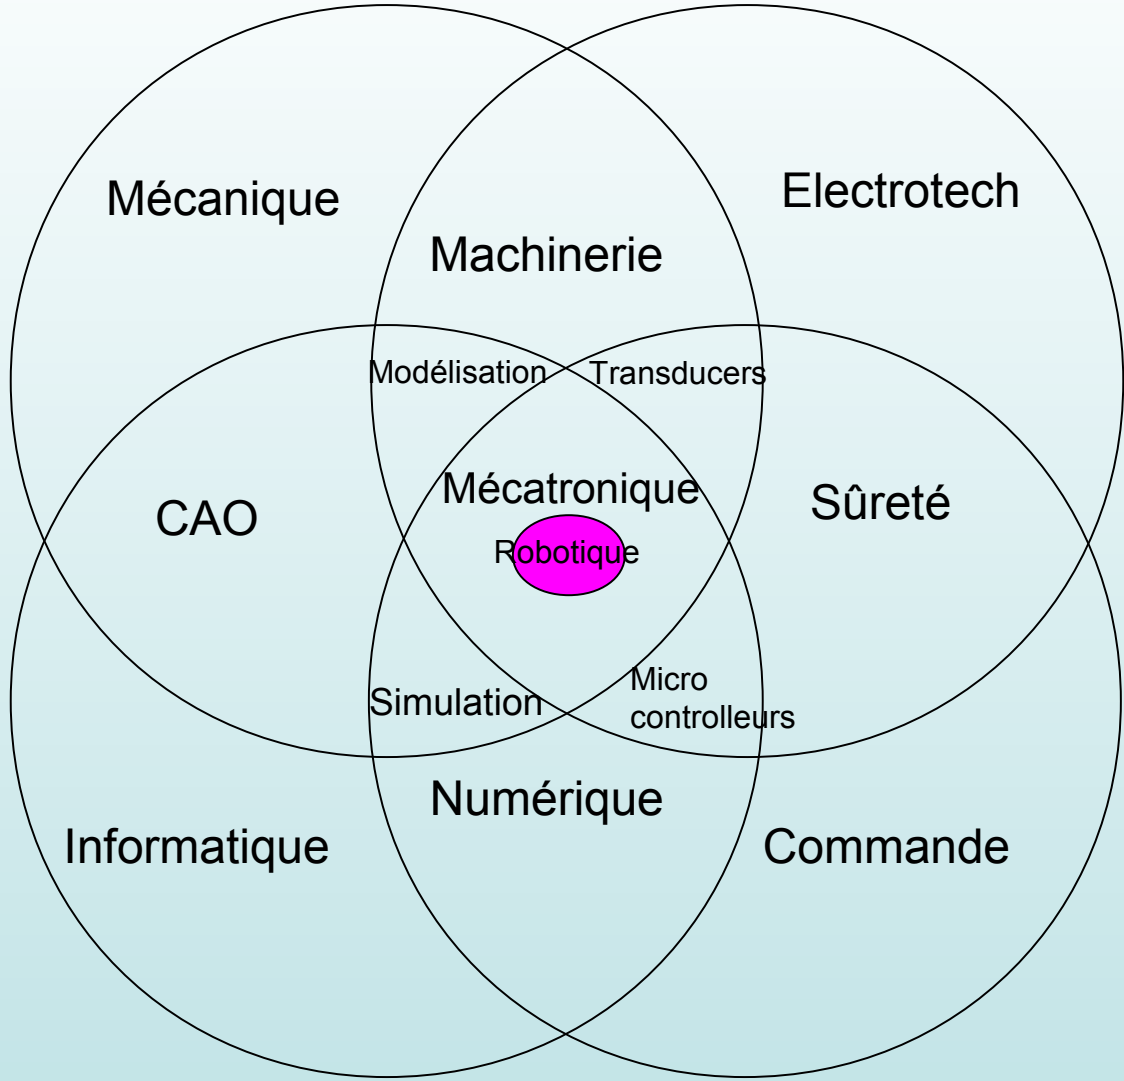 Mécanique
Electrotech
Machinerie
Modélisation
Transducers
Mécatronique
CAO
Sûreté
Robotique
Simulation
Micro
controlleurs
Numérique
Informatique
Commande